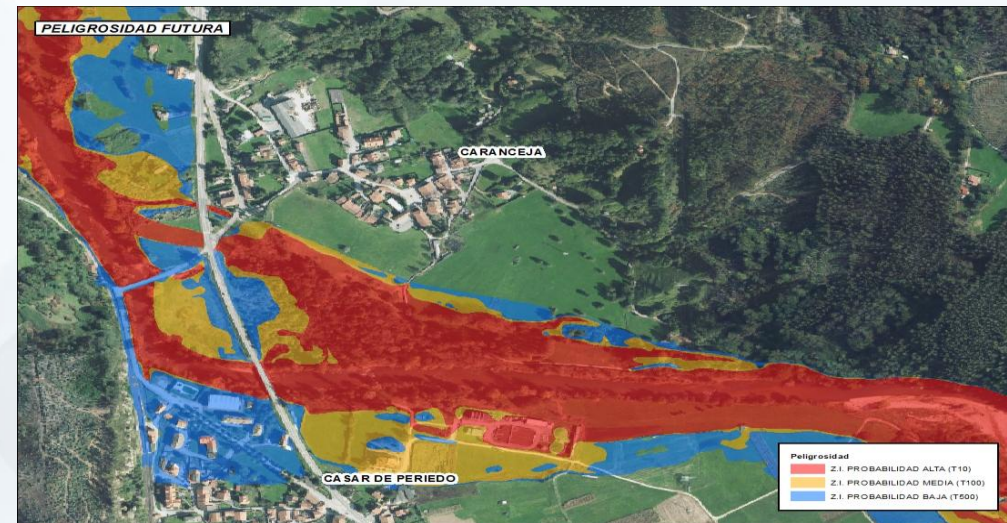 PELIGROSIDAD FUTURA
CARANCEJA
CASAR DE PERIEDO
Peligrosidad
Z.I. PROBABILIDAD ALTA (T10)
Z.I. PROBABILIDAD MEDIA (T100)
Z.I. PROBABILIDAD BAJA (T500)